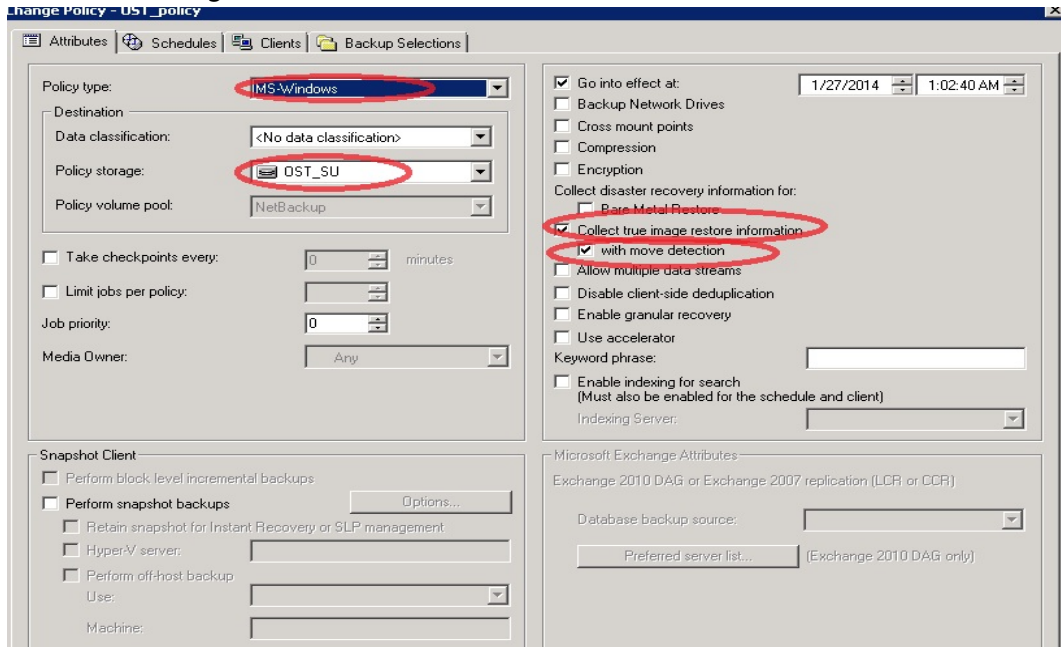 Change Policy - OST_policy
Attributes Schedules Clients Backup Selections
Policy type: MS-Windows
Destination
Data classification: <No data classification>
Policy storage: OST_SU
Policy volume pool: NetBackup
Take checkpoints every: 0 minutes
Limit jobs per policy:
Job priority: 0
Media Owner: Any
Go into effect at: 1/27/2014 1:02:40 AM
Backup Network Drives
Cross mount points
Compression
Encryption
Collect disaster recovery information for:
Bare Metal Restore
Collect true image restore information
with move detection
Allow multiple data streams
Disable client-side deduplication
Enable granular recovery
Use accelerator
Keyword phrase:
Enable indexing for search
(Must also be enabled for the schedule and client)
Indexing Server:
Snapshot Client
Perform block level incremental backups
Perform snapshot backups Options...
Retain snapshot for Instant Recovery or SLP management
Hyper-V server:
Perform off-host backup
Use:
Machine:
Microsoft Exchange Attributes
Exchange 2010 DAG or Exchange 2007 replication (LCR or CCR)
Database backup source:
Preferred server list... (Exchange 2010 DAG only)